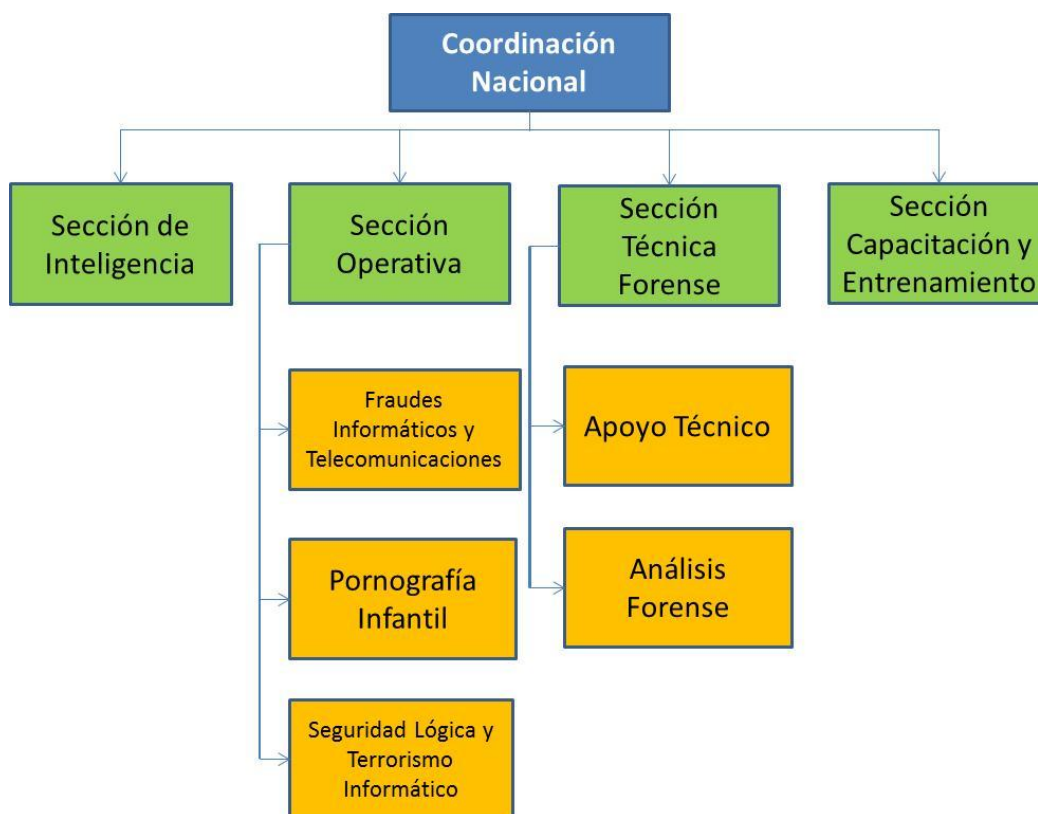 Coordinación
Nacional
Sección de
Inteligencia
Sección
Operativa
Sección
Técnica
Forense
Sección
Capacitación y
Entrenamiento
Fraudes
Informáticos y
Telecomunicaciones
Apoyo Técnico
Pornografía
Infantil
Análisis
Forense
Seguridad Lógica y
Terrorismo
Informático